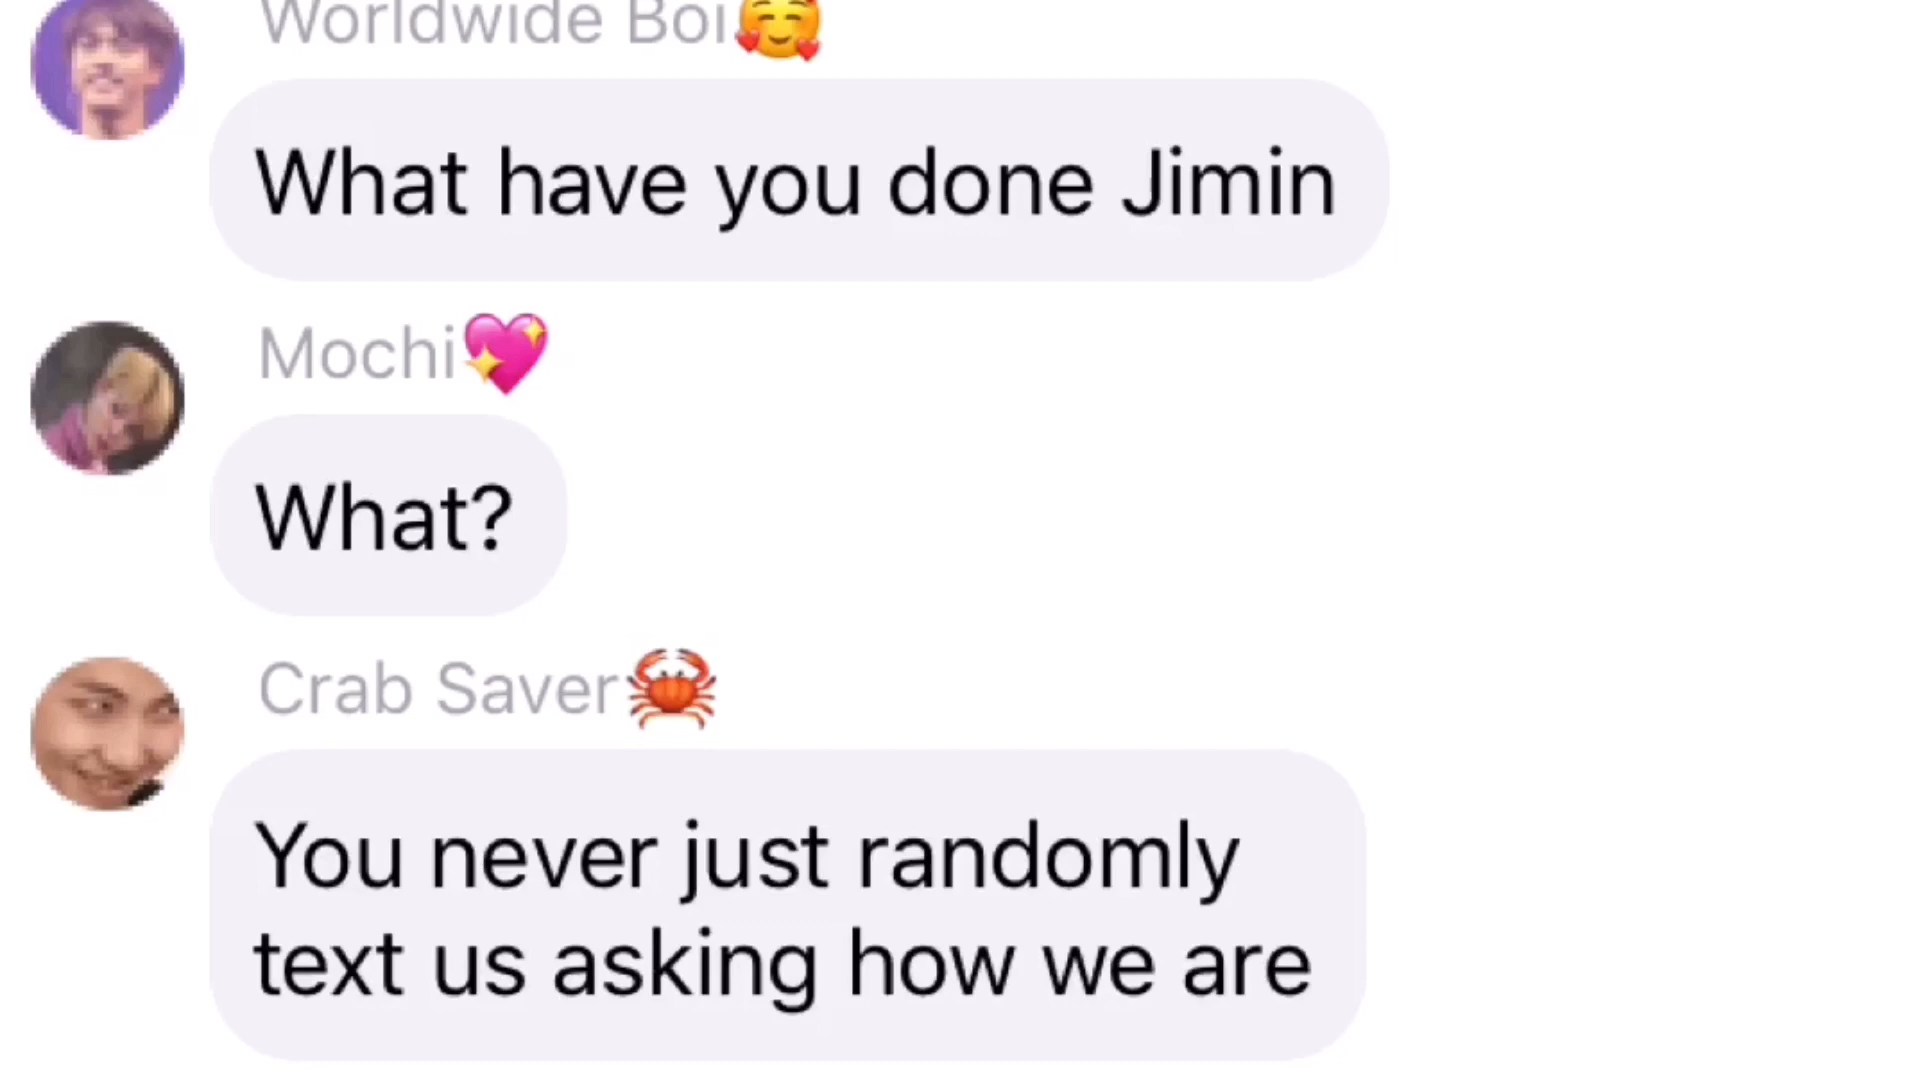 Worldwide Boi🥰
What have you done Jimin
Mochi💖
What?
Crab Saver🦀
You never just randomly
text us asking how we are